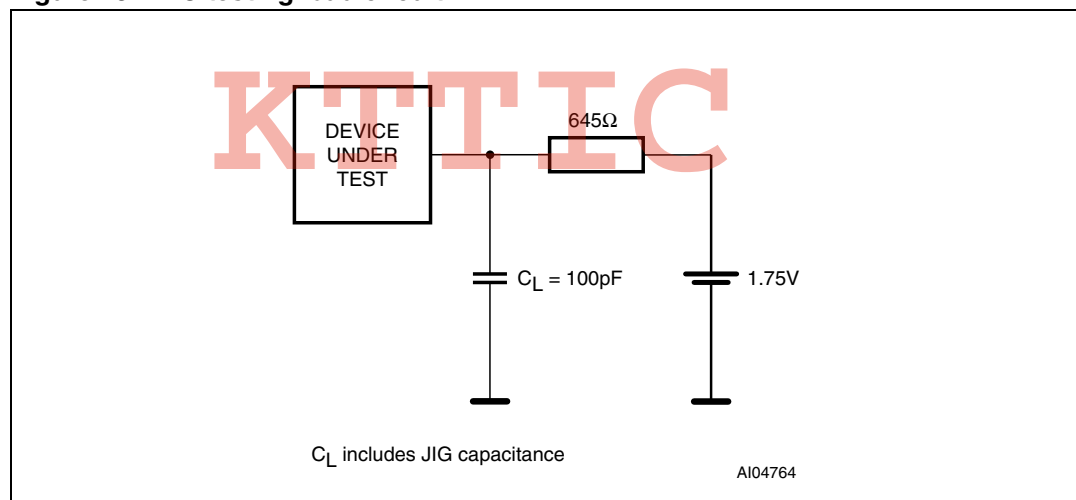 KTTIC
645Ω
DEVICE
UNDER
TEST
CL = 100pF
1.75V
CL includes JIG capacitance
AI04764